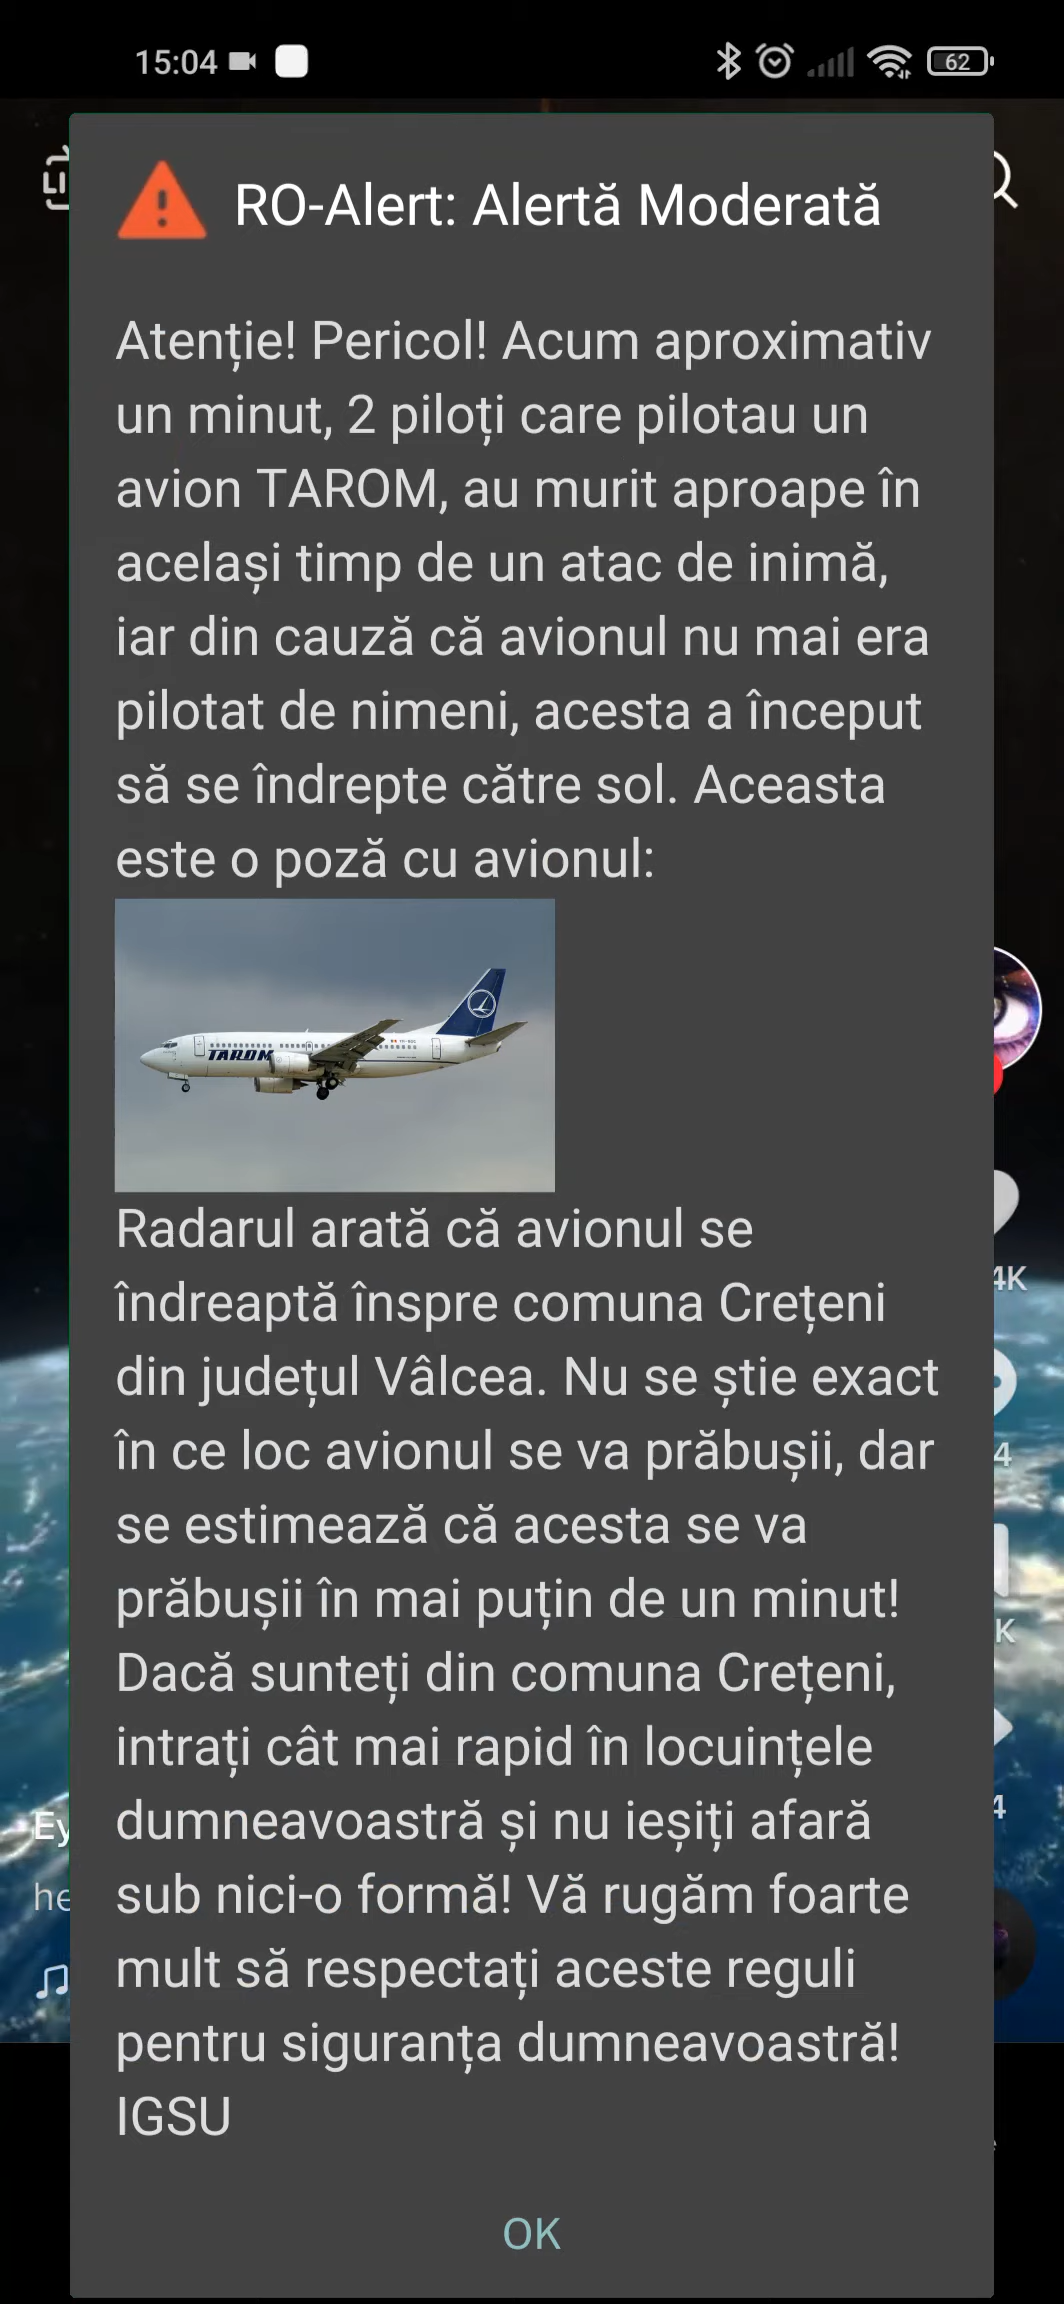 15:04
62
RO-Alert: Alertă Moderată
Atenție! Pericol! Acum aproximativ
un minut, 2 piloți care pilotau un
avion TAROM, au murit aproape în
același timp de un atac de inimă,
iar din cauză că avionul nu mai era
pilotat de nimeni, acesta a început
să se îndrepte către sol. Aceasta
este o poză cu avionul:
TAROM
Radarul arată că avionul se
îndreaptă înspre comuna Crețeni
din județul Vâlcea. Nu se știe exact
în ce loc avionul se va prăbușii, dar
se estimează că acesta se va
prăbușii în mai puțin de un minut!
Dacă sunteți din comuna Crețeni,
intrați cât mai rapid în locuințele
dumneavoastră și nu ieșiți afară
sub nici-o formă! Vă rugăm foarte
mult să respectați aceste reguli
pentru siguranța dumneavoastră!
IGSU
OK
4K
4
K
4
Ey
he